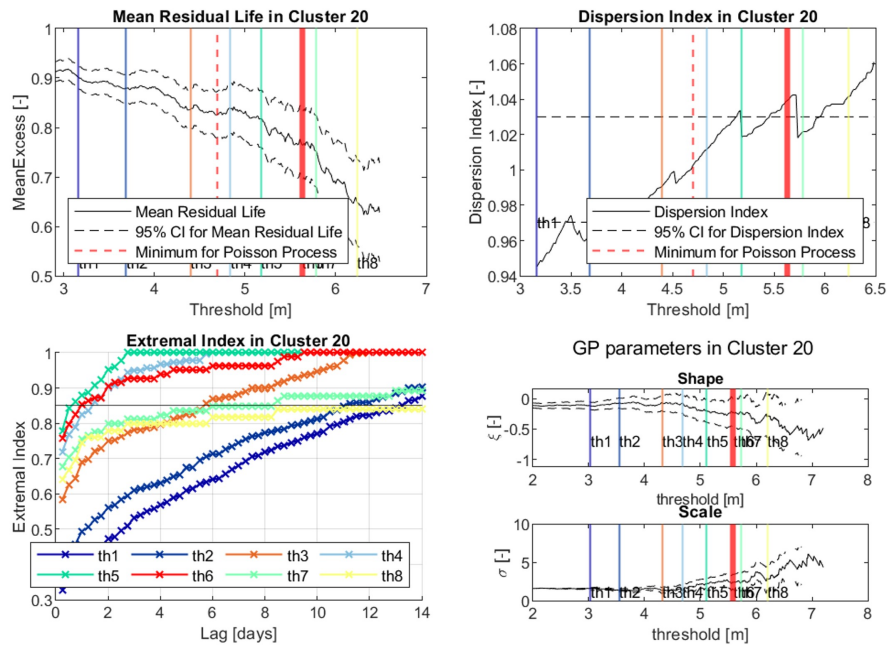 Mean Residual Life in Cluster 20
MeanExcess [-]
1
0.9
0.8
0.7
0.6
0.5
Mean Residual Life
95% CI for Mean Residual Life
Minimum for Poisson Process
th1
th2
th3
th4
th5
th8
3
4
5
6
7
Threshold [m]
Dispersion Index in Cluster 20
Dispersion Index [-]
1.08
1.06
1.04
1.02
1
0.98
0.96
0.94
th1
Dispersion Index
95% CI for Dispersion Index
Minimum for Poisson Process
8
3
3.5
4
4.5
5
5.5
6
6.5
Threshold [m]
Extremal Index in Cluster 20
Extremal Index
1
0.9
0.8
0.7
0.6
0.5
0.3
th1
th2
th3
th4
th5
th6
th7
th8
0
2
4
6
8
10
12
14
Lag [days]
GP parameters in Cluster 20
Shape
ξ [-]
0
-0.5
-1
th1
th2
th3
th4
th5
th6
7
th8
2
3
4
5
6
7
8
threshold [m]
Scale
σ [-]
10
5
0
th1
th2
th3
th4
th5
th6
7
th8
2
3
4
5
6
7
8
threshold [m]